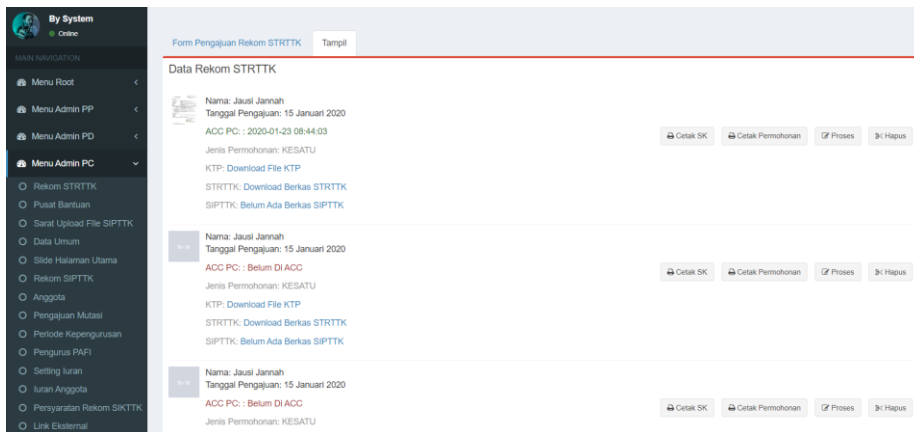 By System
Online
MAIN NAVIGATION
Menu Root
Menu Admin PP
Menu Admin PD
Menu Admin PC
Rekom STRTTK
Pusat Bantuan
Sarat Upload File SIPTTK
Data Umum
Slide Halaman Utama
Rekom SIPTTK
Anggota
Pengajuan Mutasi
Periode Kepengurusan
Pengurus PAFI
Setting Iuran
Iuran Anggota
Persyaratan Rekom SIKTTK
Link Eksternal
Form Pengajuan Rekom STRTTK Tampil
Data Rekom STRTTK
Nama: Jausi Jannah
Tanggal Pengajuan: 15 Januari 2020
ACC PC: : 2020-01-23 08:44:03
Cetak SK Cetak Permohonan Proses Hapus
Jenis Permohonan: KESATU
KTP: Download File KTP
STRTTK: Download Berkas STRTTK
SIPTTK: Belum Ada Berkas SIPTTK
Nama: Jausi Jannah
Tanggal Pengajuan: 15 Januari 2020
ACC PC: : Belum Di ACC
Cetak SK Cetak Permohonan Proses Hapus
Jenis Permohonan: KESATU
KTP: Download File KTP
STRTTK: Download Berkas STRTTK
SIPTTK: Belum Ada Berkas SIPTTK
Nama: Jausi Jannah
Tanggal Pengajuan: 15 Januari 2020
ACC PC: : Belum Di ACC
Cetak SK Cetak Permohonan Proses Hapus
Jenis Permohonan: KESATU